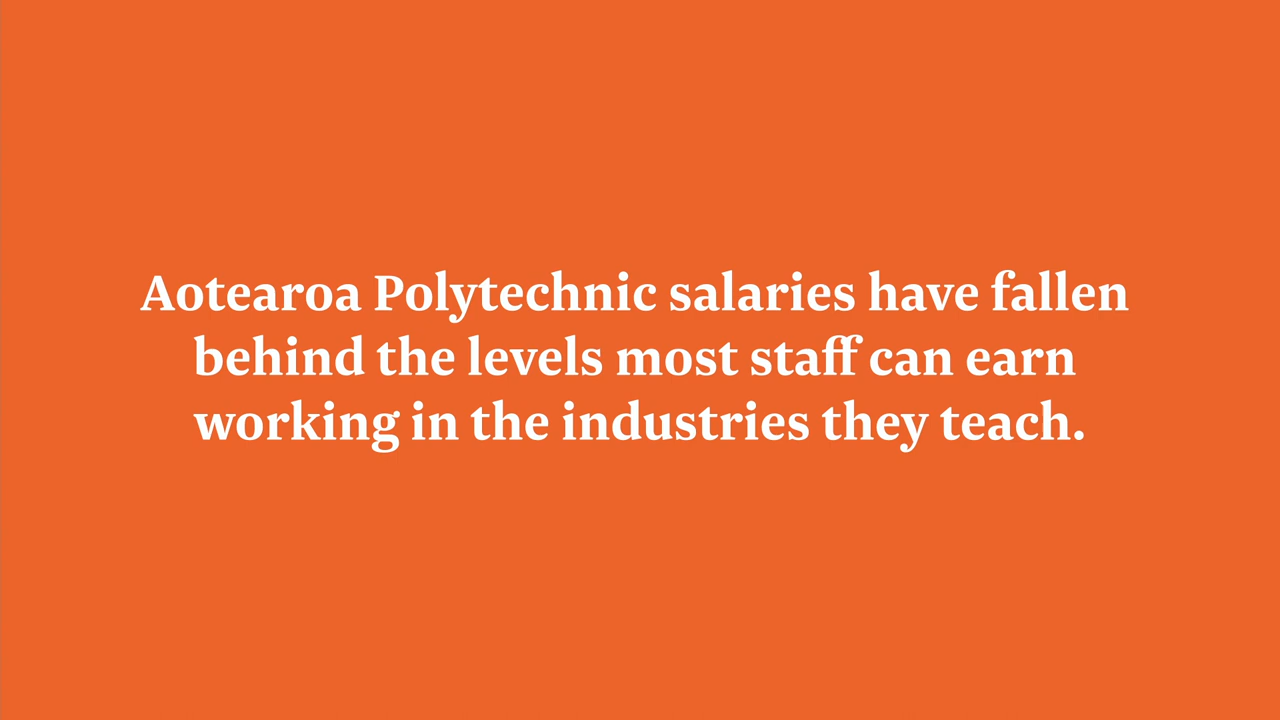 Aotearoa Polytechnic salaries have fallen
behind the levels most staff can earn
working in the industries they teach.